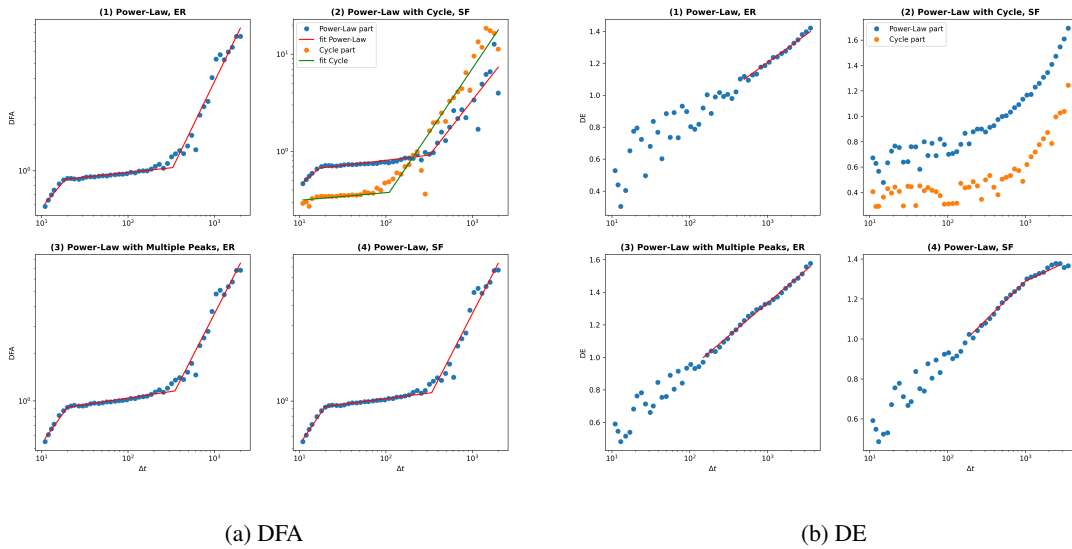 (1) Power-Law, ER
DFA
10⁰
10¹
10²
10³
(2) Power-Law with Cycle, SF
Power-Law part
fit Power-Law
Cycle part
fit Cycle
10¹
10⁰
10¹
10²
10³
(3) Power-Law with Multiple Peaks, ER
DFA
10⁰
10¹
10²
10³
Δt
(4) Power-Law, SF
10⁰
10¹
10²
10³
Δt
(a) DFA
(1) Power-Law, ER
DE
1.4
1.2
1.0
0.8
0.6
0.4
10¹
10²
10³
(2) Power-Law with Cycle, SF
Power-Law part
Cycle part
1.6
1.4
1.2
1.0
0.8
0.6
0.4
0.2
10¹
10²
10³
(3) Power-Law with Multiple Peaks, ER
DE
1.6
1.4
1.2
1.0
0.8
0.6
0.4
10¹
10²
10³
Δt
(4) Power-Law, SF
1.4
1.2
1.0
0.8
0.6
10¹
10²
10³
Δt
(b) DE